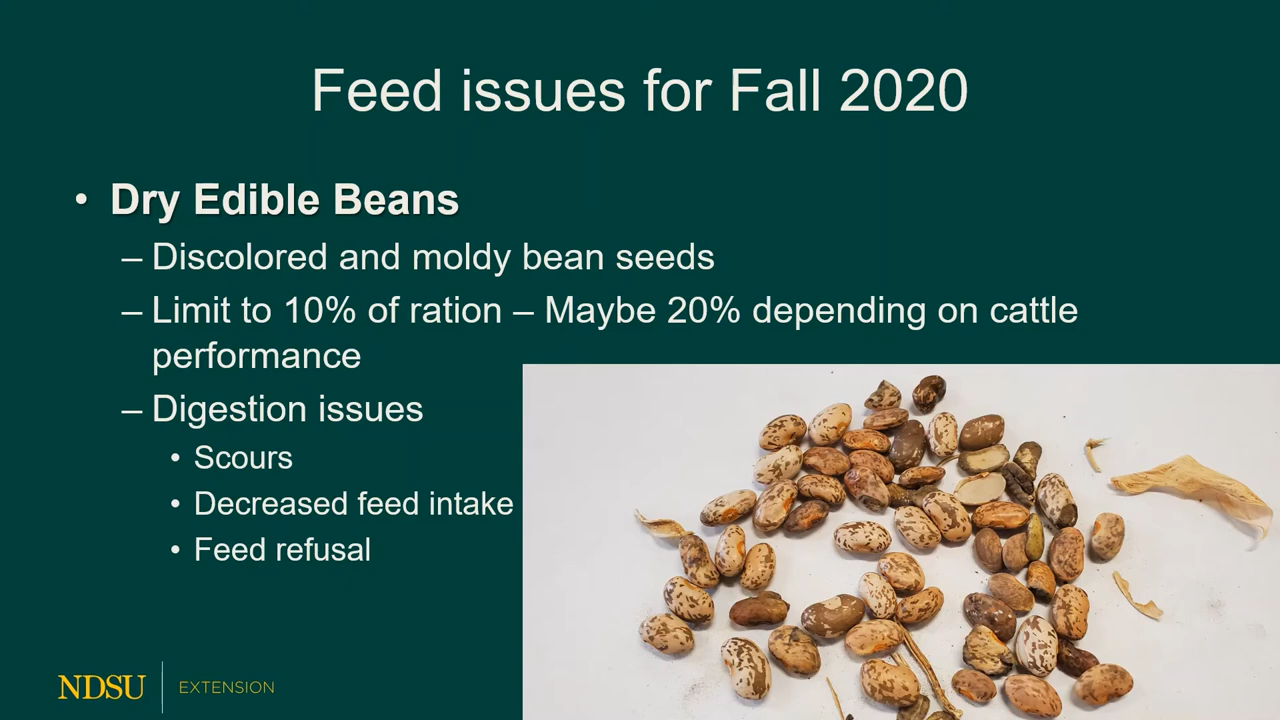 Feed issues for Fall 2020
• Dry Edible Beans
– Discolored and moldy bean seeds
– Limit to 10% of ration – Maybe 20% depending on cattle
performance
– Digestion issues
• Scours
• Decreased feed intake
• Feed refusal
NDSU EXTENSION